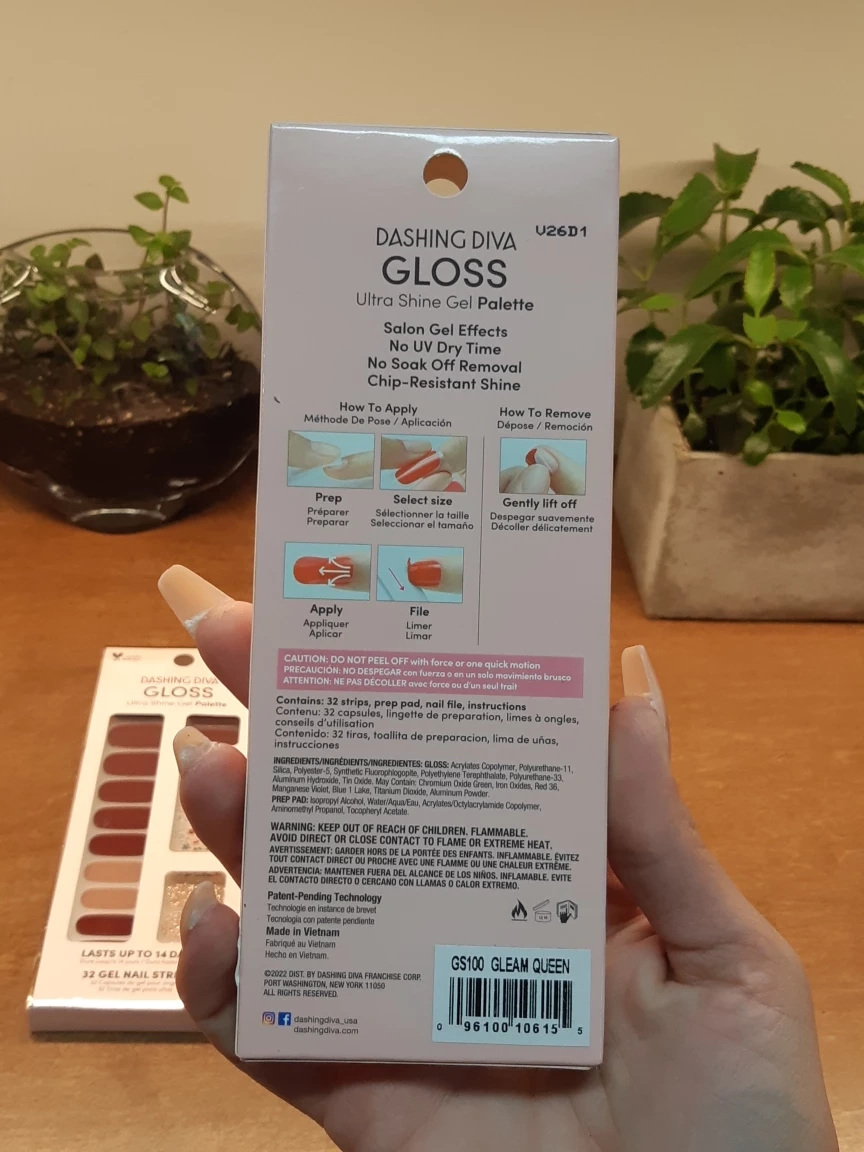 DASHING DIVA
V26D1
GLOSS
Ultra Shine Gel Palette
Salon Gel Effects
No UV Dry Time
No Soak Off Removal
Chip-Resistant Shine
How To Apply
Méthode De Pose / Aplicación
Prep
Préparer
Preparar
Select size
Sélectionner la taille
Seleccionar el tamaño
Apply
Appliquer
Aplicar
File
Limer
Limar
How To Remove
Dépose / Remoción
Gently lift off
Despegar suavemente
Décoller délicatement
CAUTION: DO NOT PEEL OFF with force or one quick motion
PRECAUCIÓN: NO DESPEGAR con fuerza o en un solo movimiento brusco
ATTENTION: NE PAS DÉCOLLER avec force ou d'un seul trait
Contains: 32 strips, prep pad, nail file, instructions
Contenu: 32 capsules, lingette de preparation, limes à ongles,
conseils d'utilisation
Contenido: 32 tiras, toallita de preparacion, lima de uñas,
instrucciones
INGREDIENTS/INGRÉDIENTS/INGREDIENTES: GLOSS: Acrylates Copolymer, Polyurethane-11,
Silica, Polyester-5, Synthetic Fluorophlogopite, Polyethylene Terephthalate, Polyurethane-33,
Aluminum Hydroxide, Tin Oxide. May Contain: Chromium Oxide Green, Iron Oxides, Red 36,
Manganese Violet, Blue 1 Lake, Titanium Dioxide, Aluminum Powder.
PREP PAD: Isopropyl Alcohol, Water/Aqua/Eau, Acrylates/Octylacrylamide Copolymer,
Aminomethyl Propanol, Tocopheryl Acetate.
WARNING: KEEP OUT OF REACH OF CHILDREN. FLAMMABLE.
AVOID DIRECT OR CLOSE CONTACT TO FLAME OR EXTREME HEAT.
AVERTISSEMENT: GARDER HORS DE LA PORTÉE DES ENFANTS. INFLAMMABLE. ÉVITEZ
TOUT CONTACT DIRECT OU PROCHE AVEC UNE FLAMME OU UNE CHALEUR EXTRÊME.
ADVERTENCIA: MANTENER FUERA DEL ALCANCE DE LOS NIÑOS. INFLAMABLE. EVITE
EL CONTACTO DIRECTO O CERCANO CON LLAMAS O CALOR EXTREMO.
Patent-Pending Technology
Technologie en instance de brevet
Tecnología con patente pendiente
Made in Vietnam
Fabriqué au Vietnam
Hecho en Vietnam.
©2022 DIST. BY DASHING DIVA FRANCHISE CORP.
PORT WASHINGTON, NEW YORK 11050
ALL RIGHTS RESERVED.
dashingdiva_usa
dashingdiva.com
GS100 GLEAM QUEEN
0 96100 10615 5
DASHING DIVA
GLOSS
Ultra Shine Gel Palette
LASTS UP TO 14 DA
32 GEL NAIL STRI